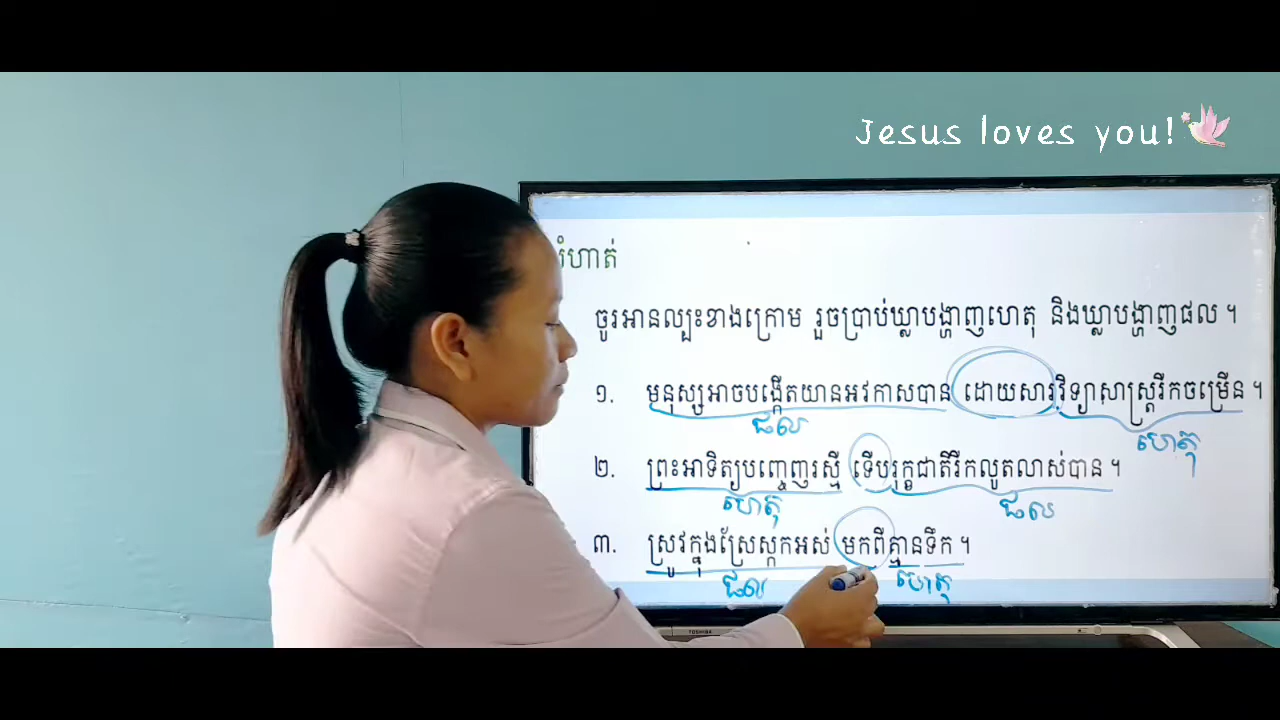 Jesus loves you!
លំហាត់
ចូរអានល្បះខាងក្រោម រួចប្រាប់ឃ្លាបង្ហាញហេតុ និងឃ្លាបង្ហាញផល ។
១. មនុស្សអាចបង្កើតយានអវកាសបាន ដោយសារវិទ្យាសាស្ត្ររីកចម្រើន ។
ផល ហេតុ
២. ព្រះអាទិត្យបញ្ចេញរស្មី ទើបរុក្ខជាតិរីកលូតលាស់បាន ។
ហេតុ ផល
៣. ស្រូវក្នុងស្រែស្កកអស់ មកពីគ្មានទឹក ។
ផល ហេតុ
TOSHIBA